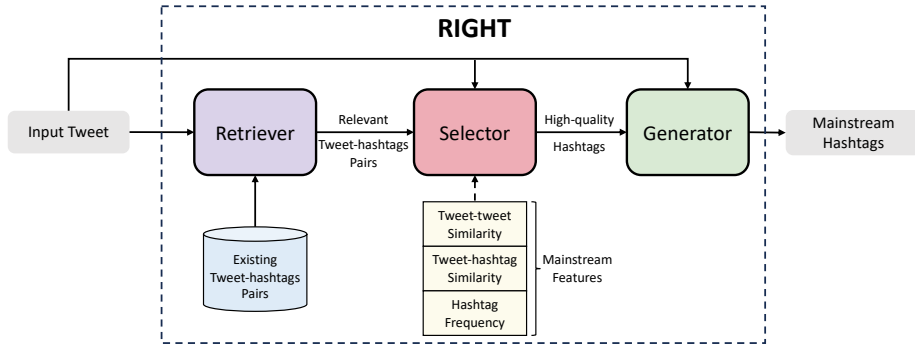 RIGHT
Input Tweet
Retriever
Relevant
Tweet-hashtags
Pairs
Selector
High-quality
Hashtags
Generator
Mainstream
Hashtags
Existing
Tweet-hashtags
Pairs
Tweet-tweet
Similarity
Tweet-hashtag
Similarity
Hashtag
Frequency
Mainstream
Features